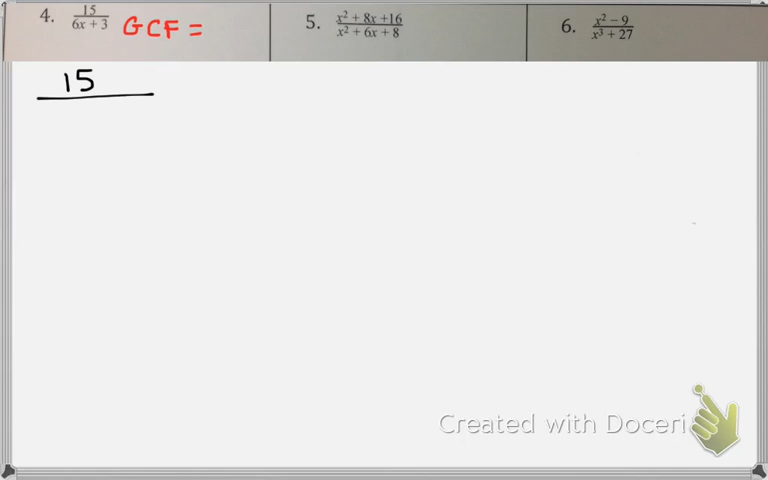 4. 15/(6x + 3) GCF =
5. (x² + 8x +16)/(x² + 6x + 8)
6. (x² − 9)/(x³ + 27)
15
Created with Doceri